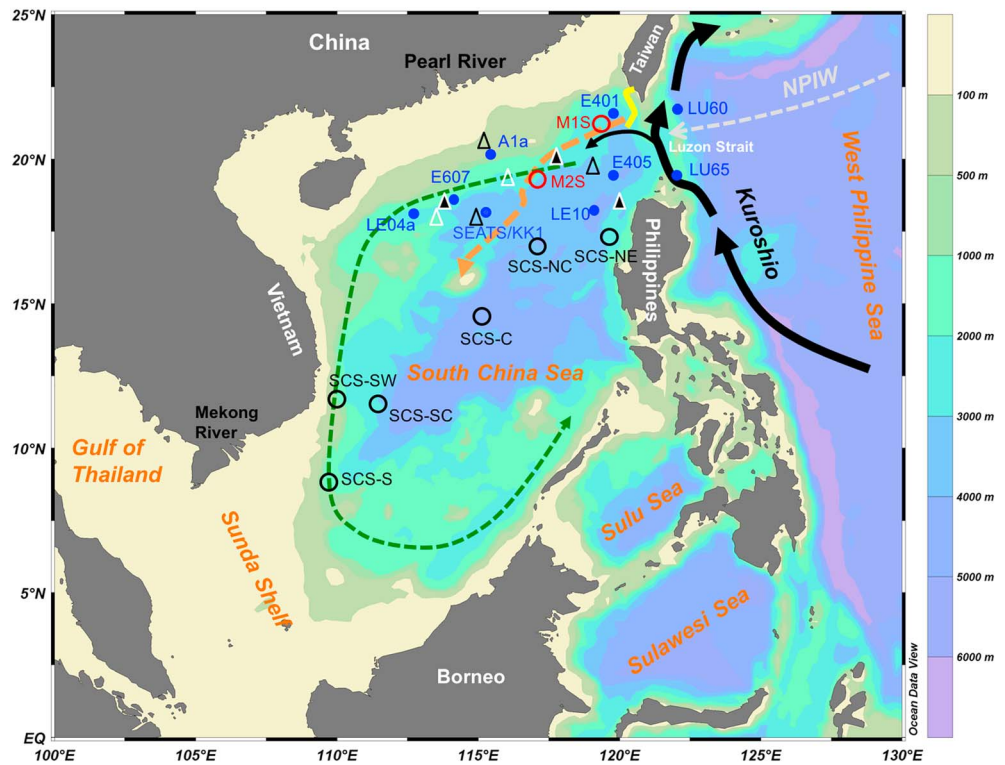 25°N
20°N
15°N
10°N
5°N
EQ
100°E
105°E
110°E
115°E
120°E
125°E
130°E
China
Pearl River
Taiwan
NPIW
E401
M1S
LU60
A1a
Luzon Strait
E607
M2S
E405
LU65
LE04a
SEATS/KK1
LE10
SCS-NC
SCS-NE
Kuroshio
West Philippine Sea
Philippines
Vietnam
SCS-C
South China Sea
SCS-SW
SCS-SC
Mekong
River
Gulf of
Thailand
SCS-S
Sunda Shelf
Sulu Sea
Sulawesi Sea
Borneo
Ocean Data View
100 m
500 m
1000 m
2000 m
3000 m
4000 m
5000 m
6000 m